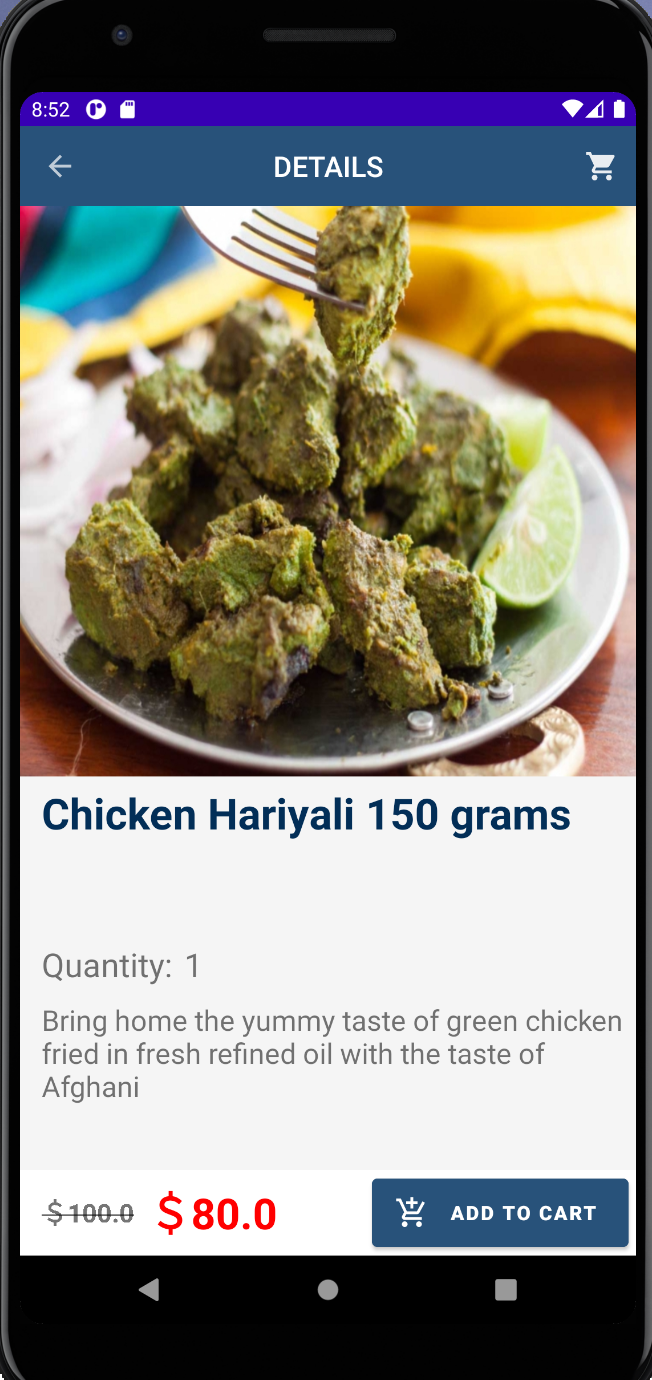 8:52
DETAILS
Chicken Hariyali 150 grams
Quantity: 1
Bring home the yummy taste of green chicken
fried in fresh refined oil with the taste of
Afghani
$100.0 $80.0 ADD TO CART